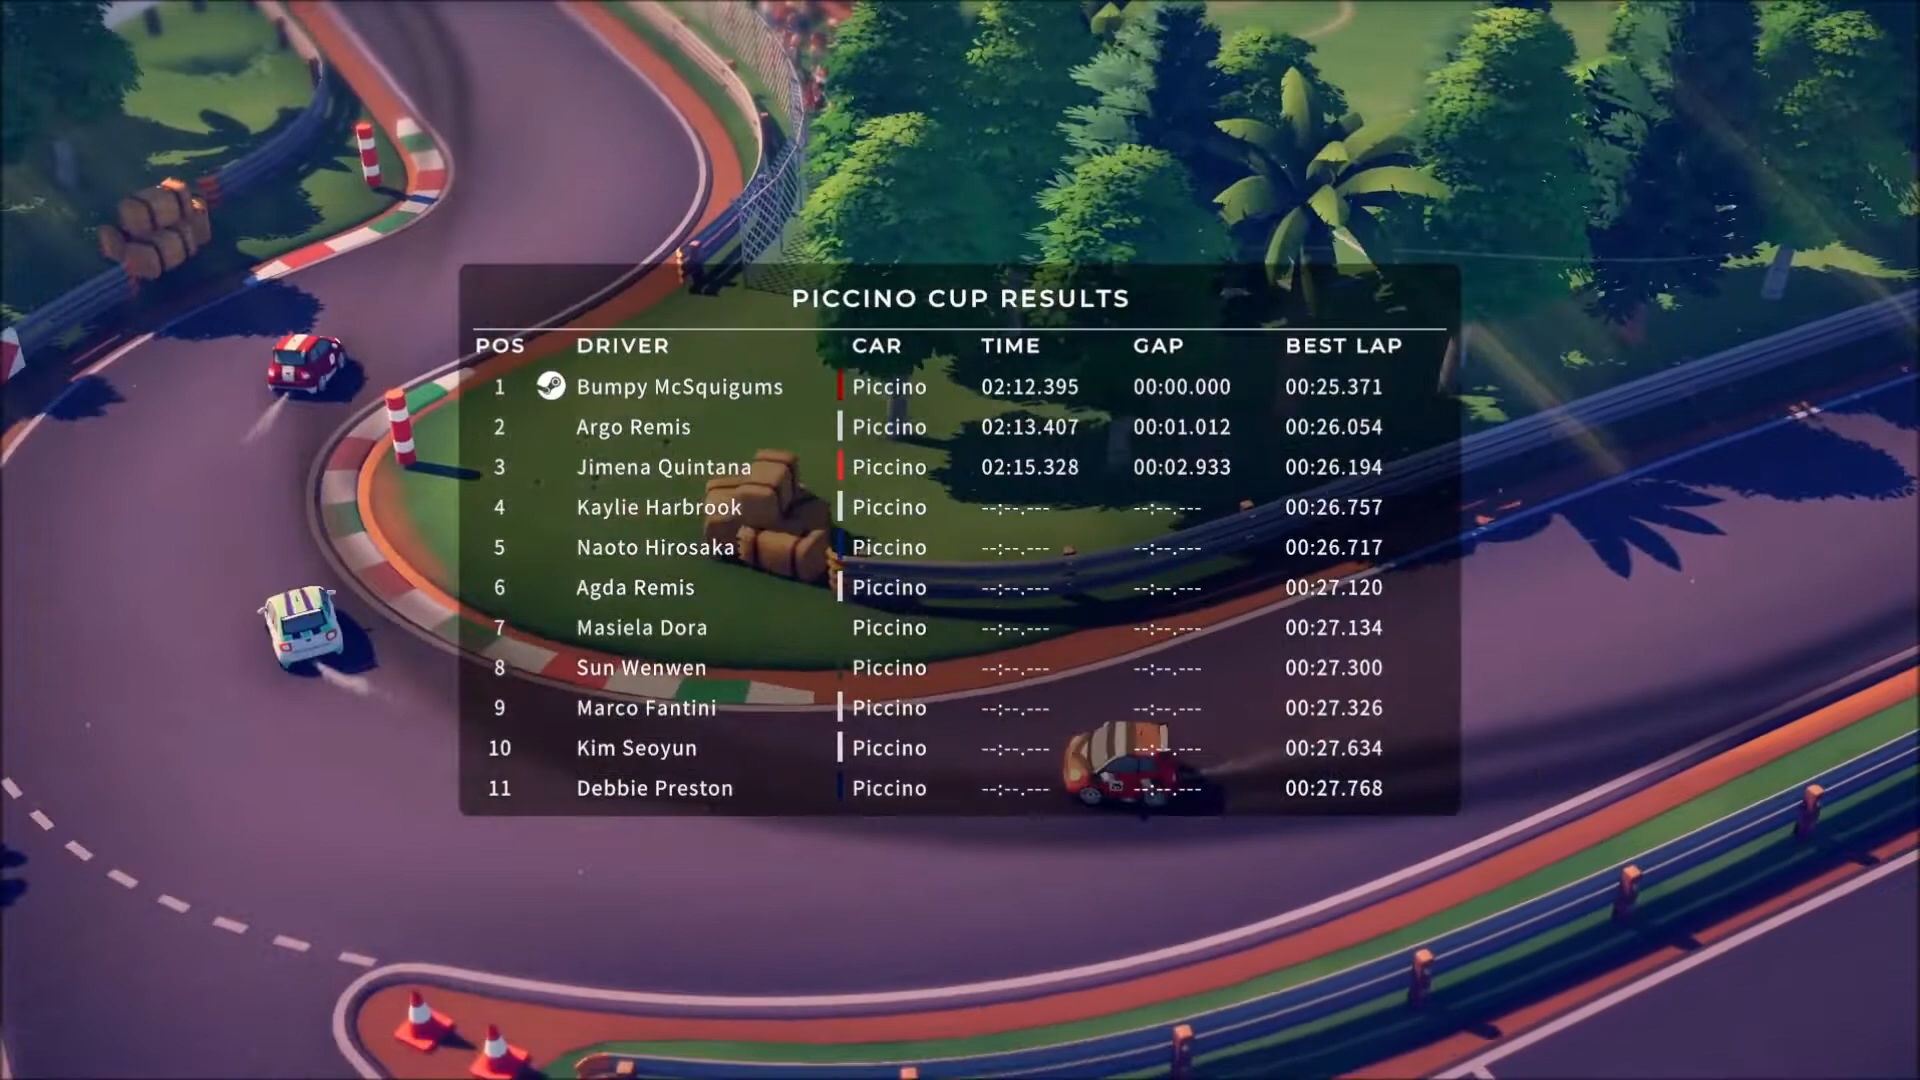 PICCINO CUP RESULTS
POS DRIVER CAR TIME GAP BEST LAP
1 Bumpy McSquigums Piccino 02:12.395 00:00.000 00:25.371
2 Argo Remis Piccino 02:13.407 00:01.012 00:26.054
3 Jimena Quintana Piccino 02:15.328 00:02.933 00:26.194
4 Kaylie Harbrook Piccino --:--.--- --:--.--- 00:26.757
5 Naoto Hirosaka Piccino --:--.--- --:--.--- 00:26.717
6 Agda Remis Piccino --:--.--- --:--.--- 00:27.120
7 Masiela Dora Piccino --:--.--- --:--.--- 00:27.134
8 Sun Wenwen Piccino --:--.--- --:--.--- 00:27.300
9 Marco Fantini Piccino --:--.--- --:--.--- 00:27.326
10 Kim Seoyun Piccino --:--.--- --:--.--- 00:27.634
11 Debbie Preston Piccino --:--.--- --:--.--- 00:27.768